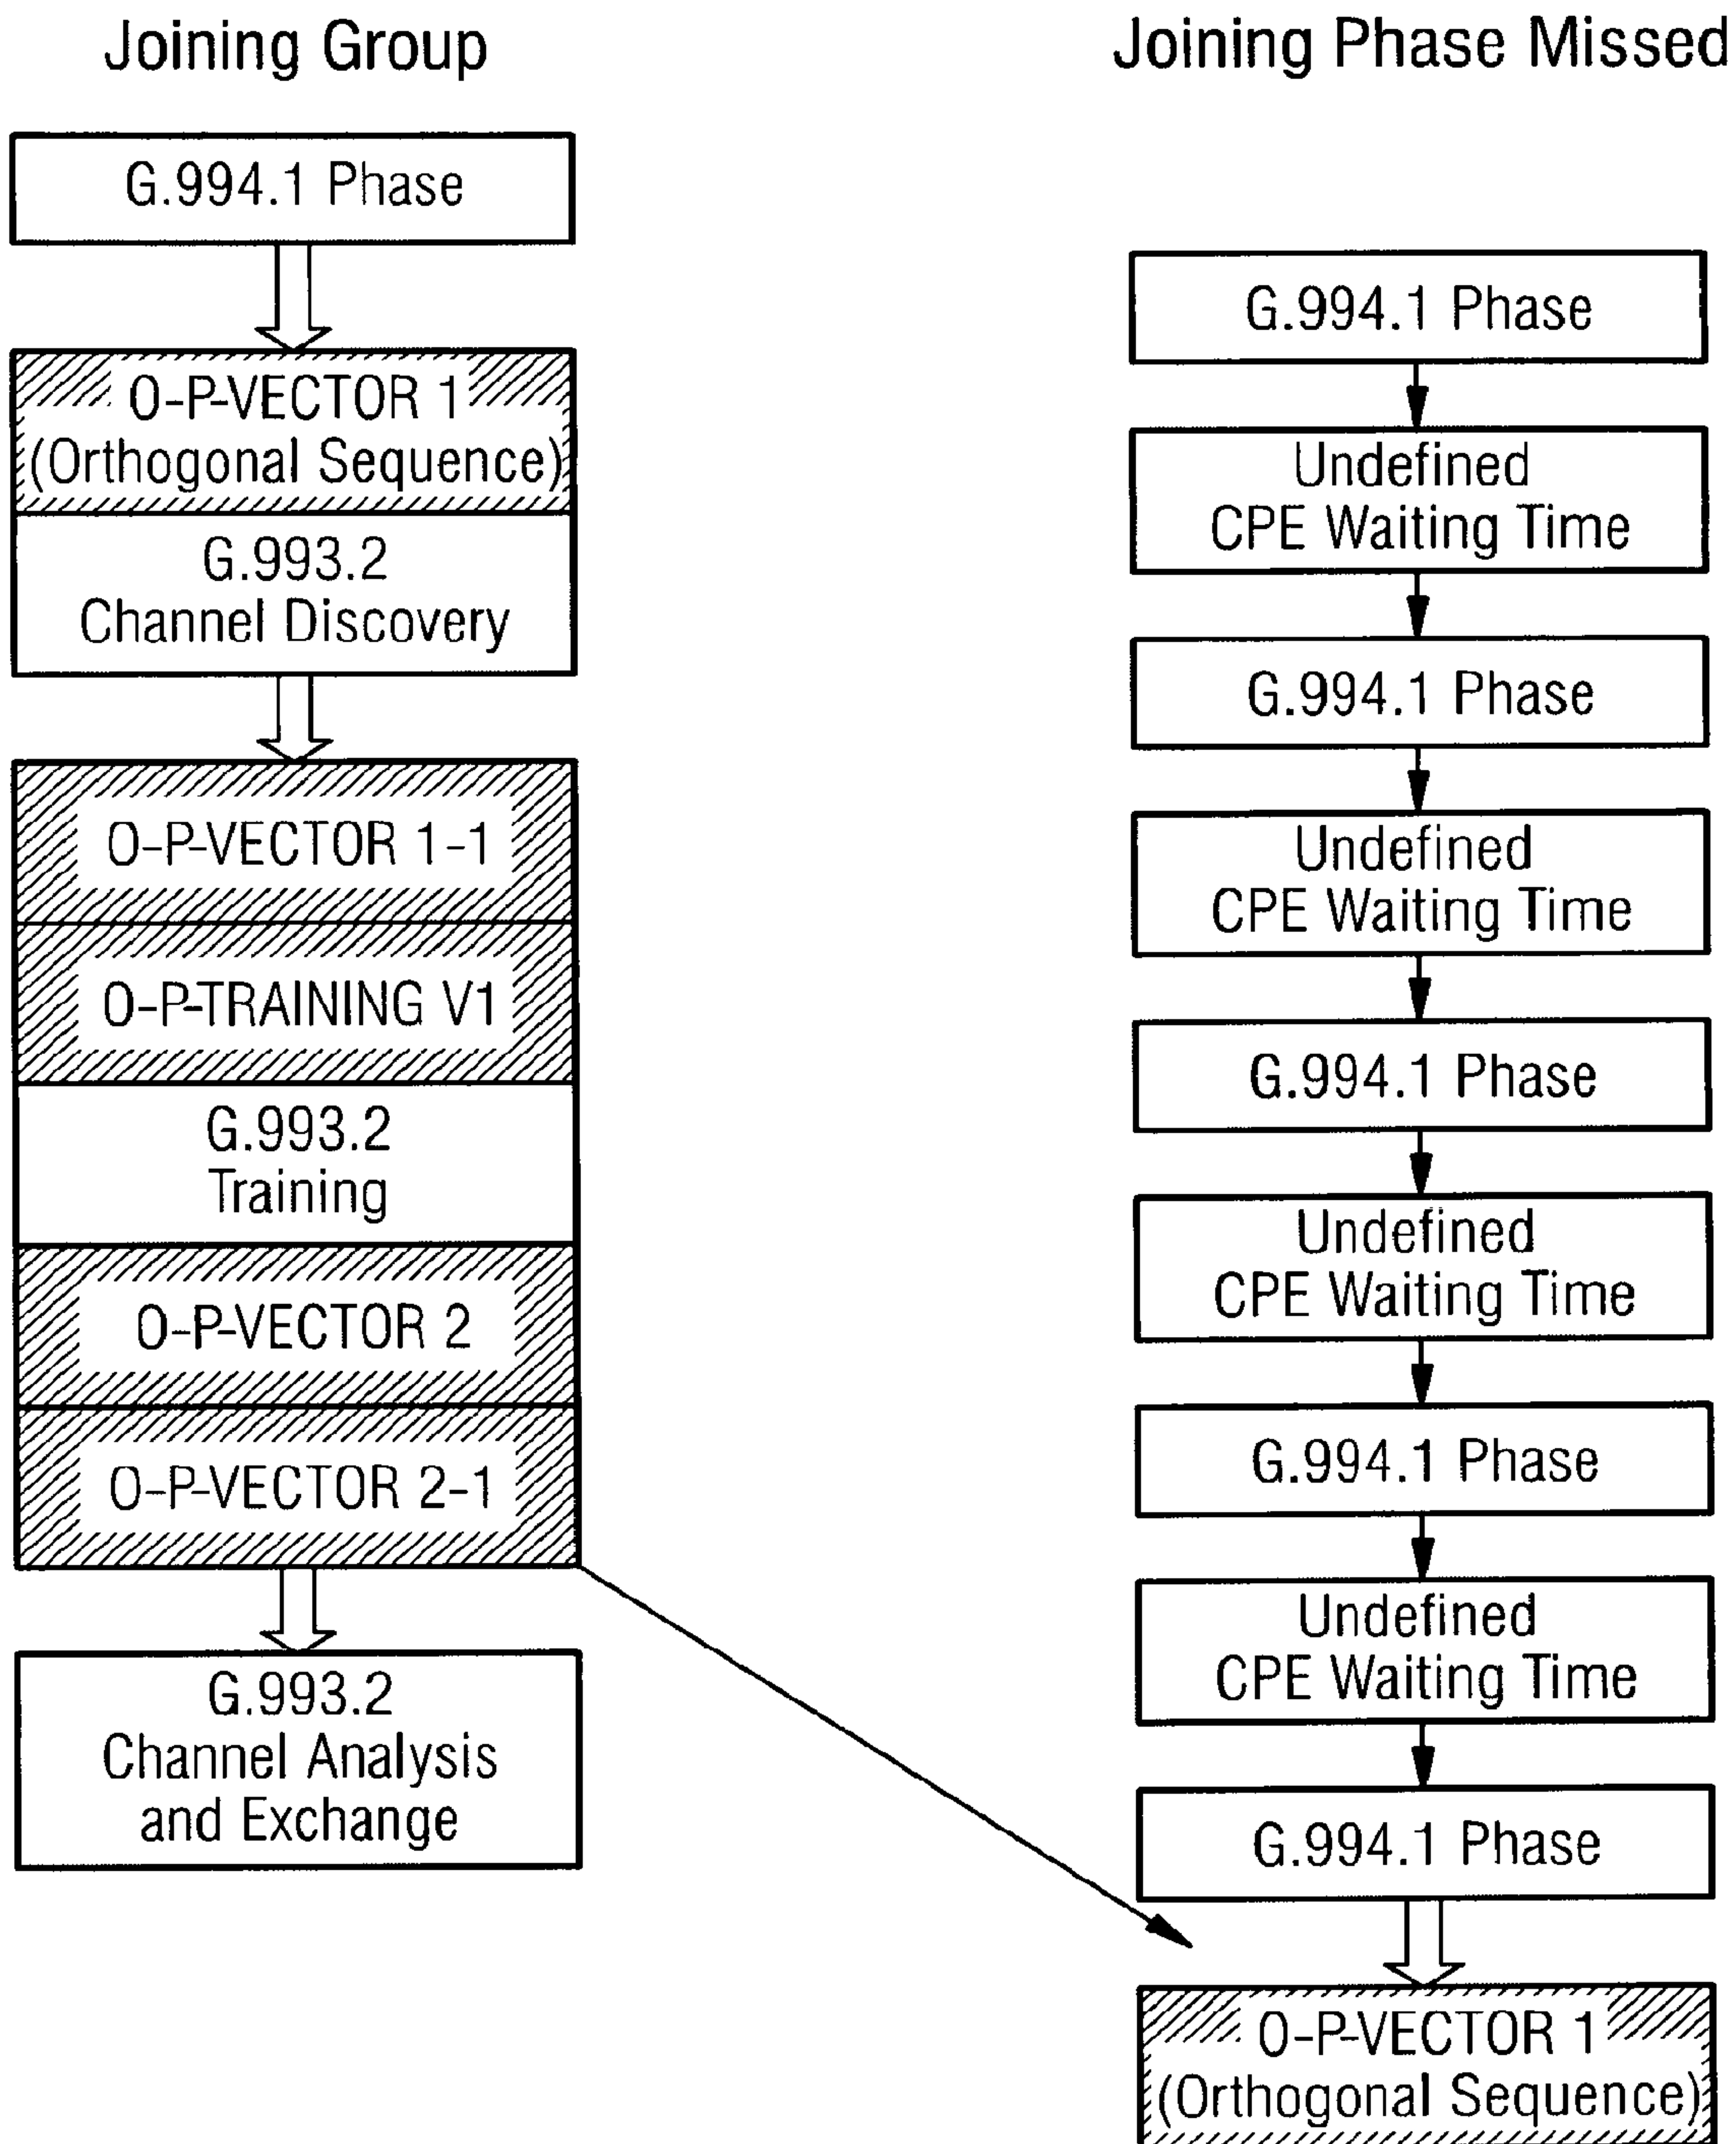 Joining Group
G.994.1 Phase
O-P-VECTOR 1
(Orthogonal Sequence)
G.993.2
Channel Discovery
O-P-VECTOR 1-1
O-P-TRAINING V1
G.993.2
Training
O-P-VECTOR 2
O-P-VECTOR 2-1
G.993.2
Channel Analysis
and Exchange
Joining Phase Missed
G.994.1 Phase
Undefined
CPE Waiting Time
G.994.1 Phase
Undefined
CPE Waiting Time
G.994.1 Phase
Undefined
CPE Waiting Time
G.994.1 Phase
Undefined
CPE Waiting Time
G.994.1 Phase
O-P-VECTOR 1
(Orthogonal Sequence)